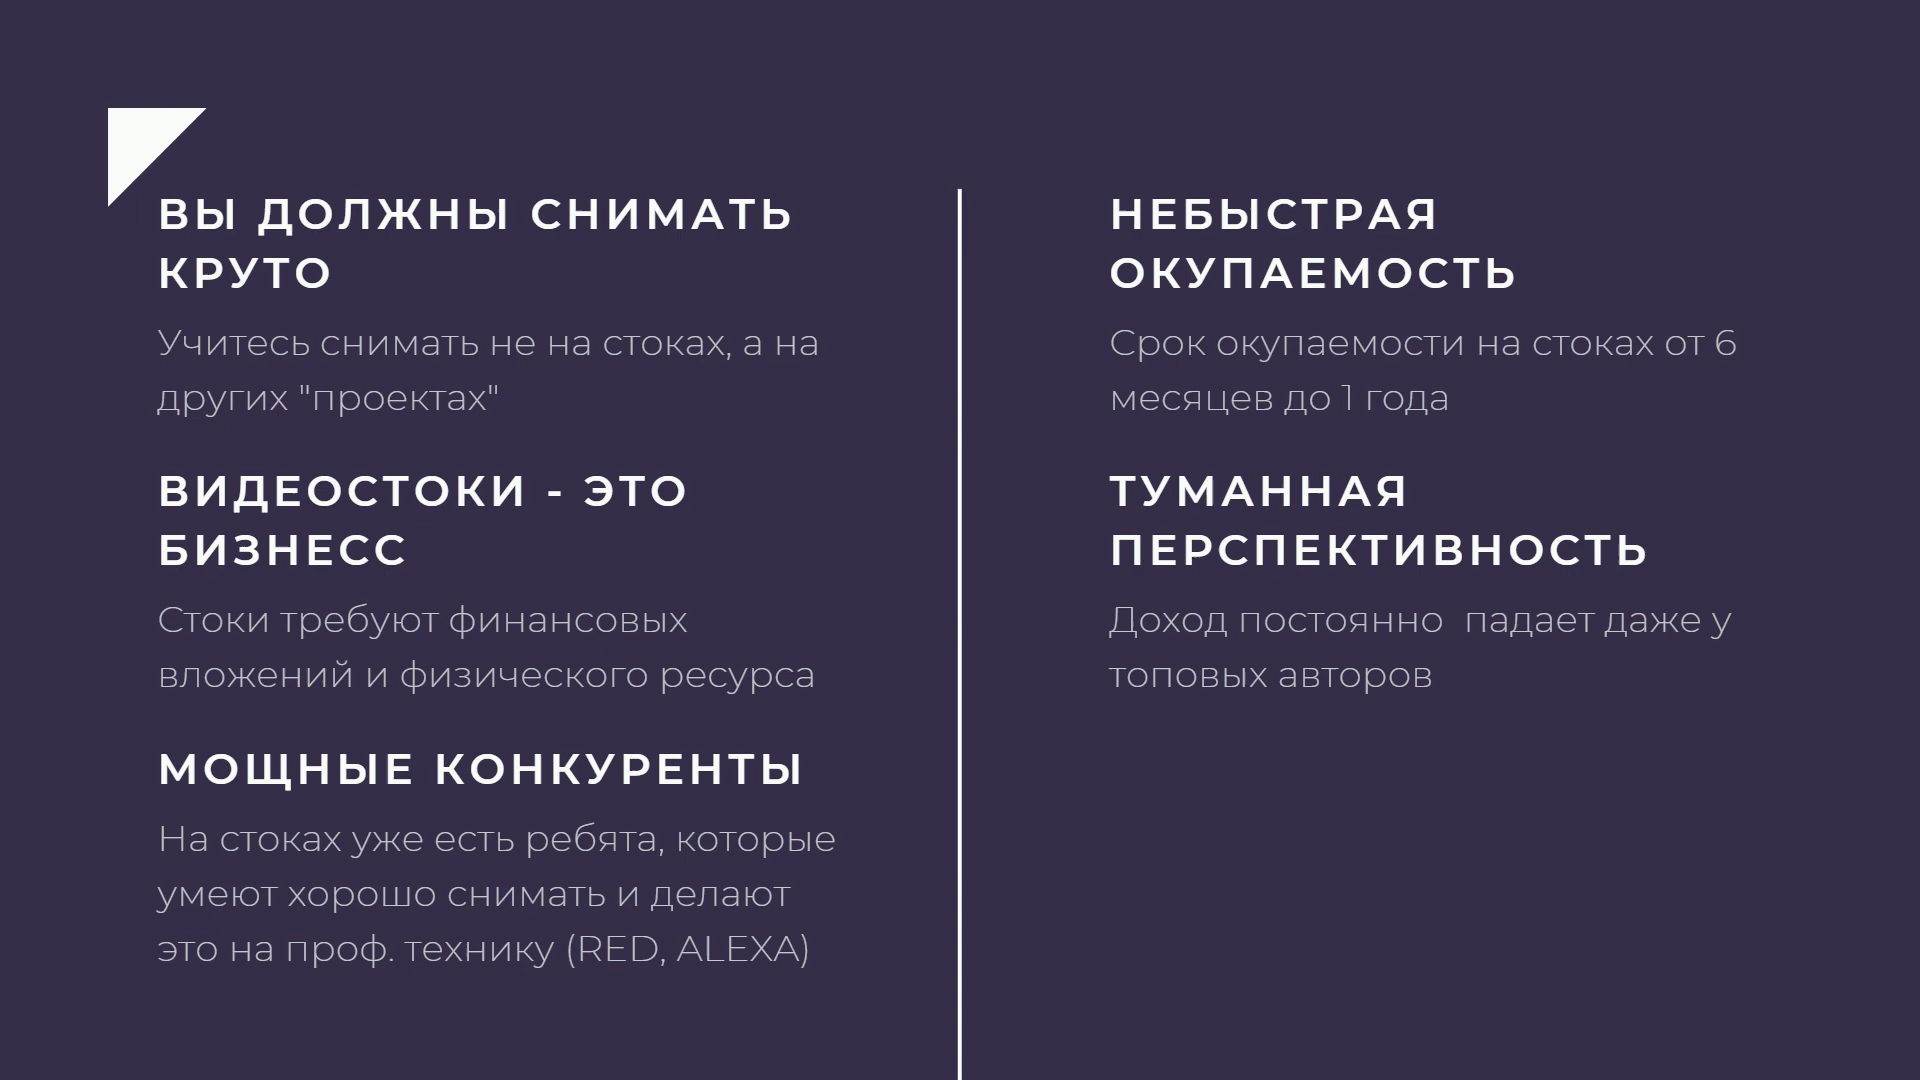 ВЫ ДОЛЖНЫ СНИМАТЬ
КРУТО
Учитесь снимать не на стоках, а на
других "проектах"
ВИДЕОСТОКИ - ЭТО
БИЗНЕСС
Стоки требуют финансовых
вложений и физического ресурса
МОЩНЫЕ КОНКУРЕНТЫ
На стоках уже есть ребята, которые
умеют хорошо снимать и делают
это на проф. технику (RED, ALEXA)
НЕБЫСТРАЯ
ОКУПАЕМОСТЬ
Срок окупаемости на стоках от 6
месяцев до 1 года
ТУМАННАЯ
ПЕРСПЕКТИВНОСТЬ
Доход постоянно  падает даже у
топовых авторов